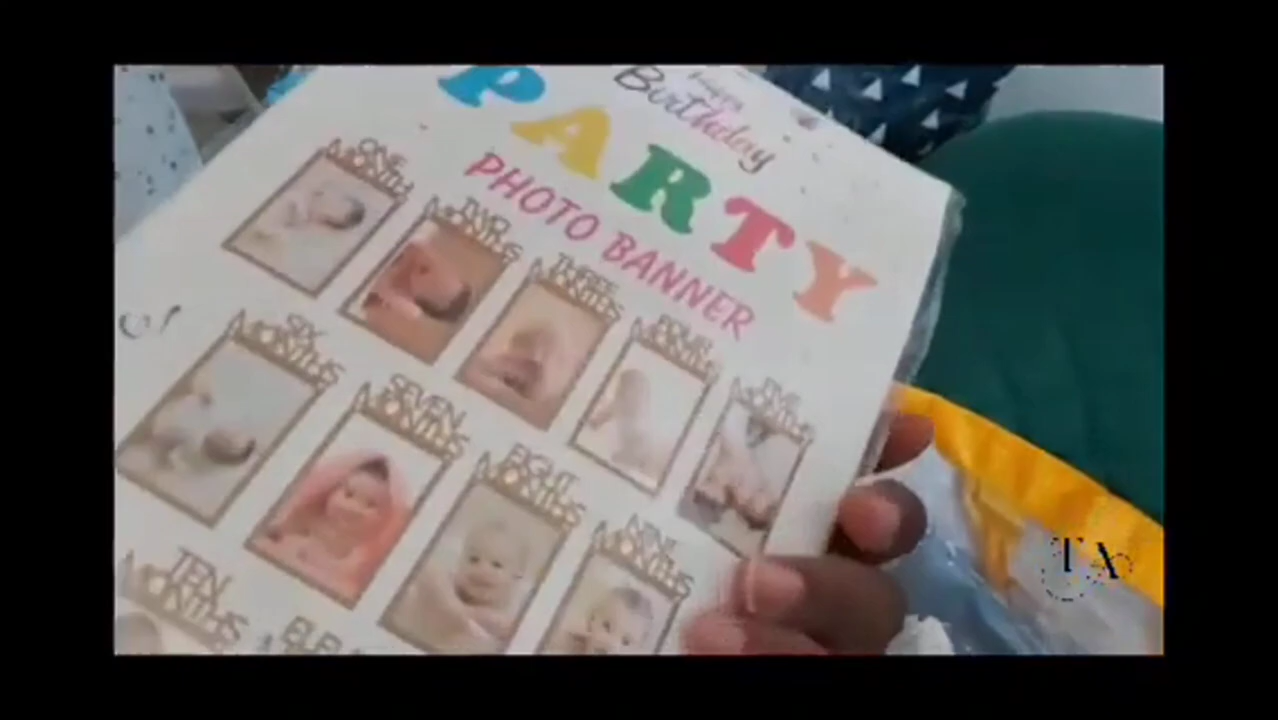 Happy
Birthday
PARTY
PHOTO BANNER
ONE
MONTH
TWO
MONTHS
THREE
MONTHS
FOUR
MONTHS
FIVE
MONTHS
SIX
MONTHS
SEVEN
MONTHS
EIGHT
MONTHS
NINE
MONTHS
TEN
MONTHS
TA